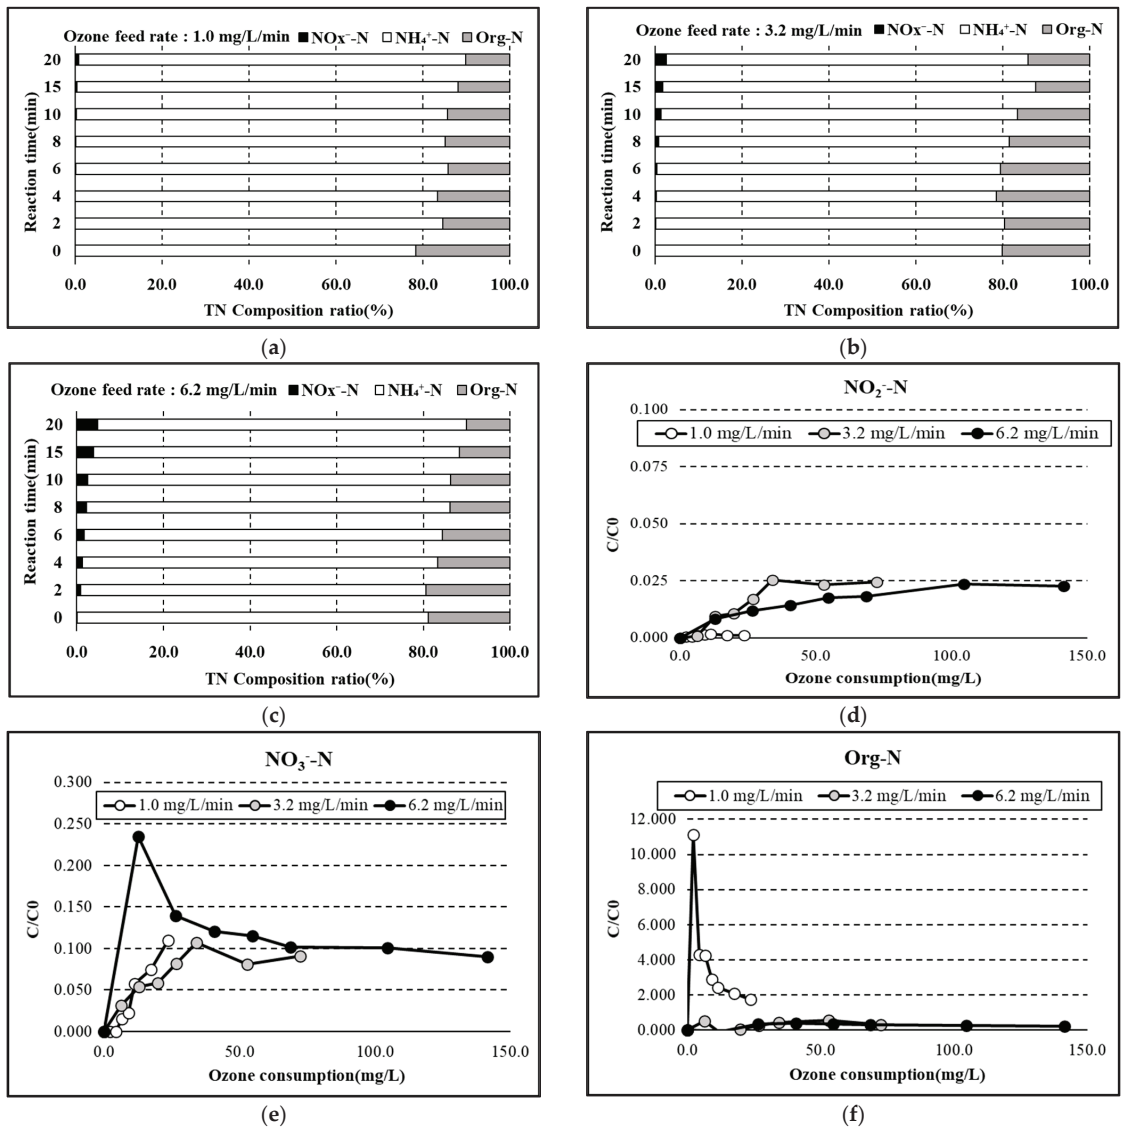 Ozone feed rate : 1.0 mg/L/min NOx⁻-N NH₄⁺-N Org-N
Reaction time(min)
20
15
10
8
6
4
2
0
0.0 20.0 40.0 60.0 80.0 100.0
TN Composition ratio(%)
(a)
Ozone feed rate : 3.2 mg/L/min NOx⁻-N NH₄⁺-N Org-N
Reaction time(min)
20
15
10
8
6
4
2
0
0.0 20.0 40.0 60.0 80.0 100.0
TN Composition ratio(%)
(b)
Ozone feed rate : 6.2 mg/L/min NOx⁻-N NH₄⁺-N Org-N
Reaction time(min)
20
15
10
8
6
4
2
0
0.0 20.0 40.0 60.0 80.0 100.0
TN Composition ratio(%)
(c)
NO₂⁻-N
1.0 mg/L/min 3.2 mg/L/min 6.2 mg/L/min
C/C0
0.100
0.075
0.050
0.025
0.000
0.0 50.0 100.0 150.0
Ozone consumption(mg/L)
(d)
NO₃⁻-N
1.0 mg/L/min 3.2 mg/L/min 6.2 mg/L/min
C/C0
0.300
0.250
0.200
0.150
0.100
0.050
0.000
0.0 50.0 100.0 150.0
Ozone consumption(mg/L)
(e)
Org-N
1.0 mg/L/min 3.2 mg/L/min 6.2 mg/L/min
C/C0
12.000
10.000
8.000
6.000
4.000
2.000
0.000
0.0 50.0 100.0 150.0
Ozone consumption(mg/L)
(f)